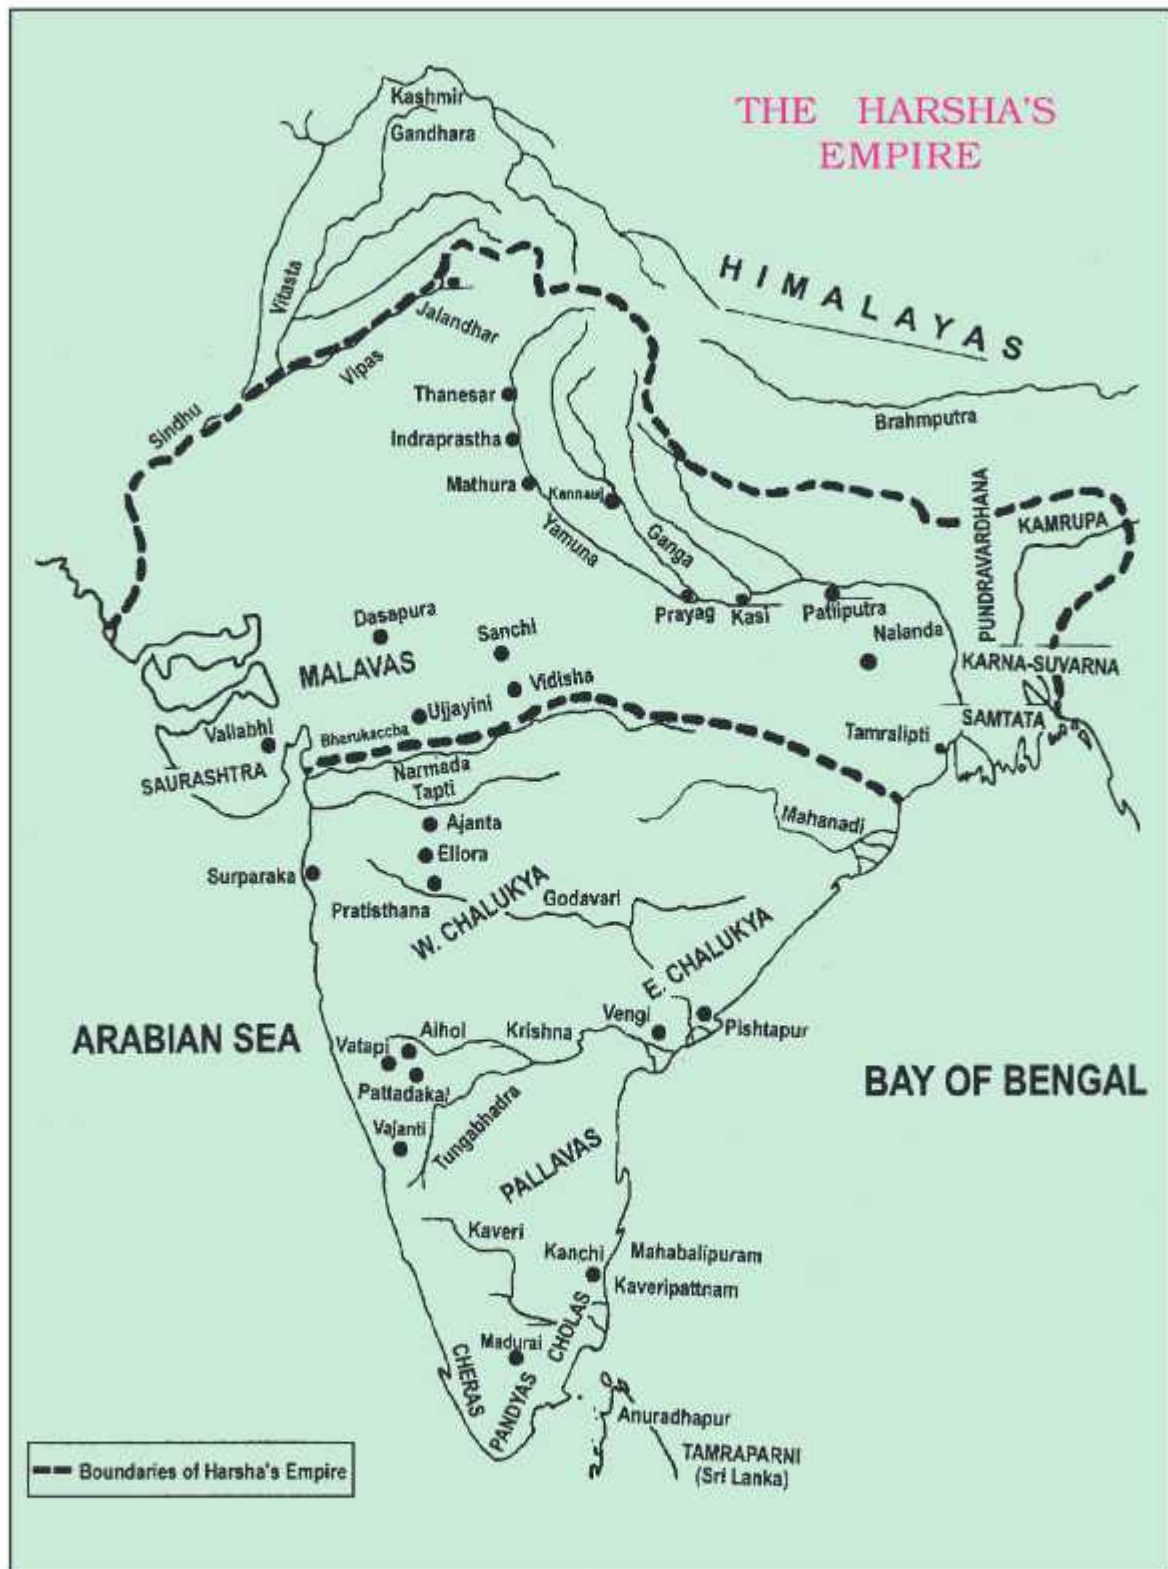 THE HARSHA'S
EMPIRE
Kashmir
Gandhara
HIMALAYAS
Vitasta
Jalandhar
Vipas
Sindhu
Thanesar
Indraprastha
Mathura
Kannauj
Yamuna
Ganga
Brahmputra
PUNDRAVARDHANA
KAMRUPA
Prayag
Kasi
Patliputra
Nalanda
KARNA-SUVARNA
SAMTATA
Tamralipti
Dasapura
Sanchi
MALAVAS
Vidisha
Ujjayini
Vallabhi
Bherukaccha
SAURASHTRA
Narmada
Tapti
Mahanadi
Ajanta
Ellora
Surparaka
Pratisthana
W. CHALUKYA
Godavari
E. CHALUKYA
ARABIAN SEA
Aihol
Krishna
Vengi
Pishtapur
Vatapi
Pattadakal
BAY OF BENGAL
Vajanti
Tungabhadra
PALLAVAS
Kaveri
Kanchi
Mahabalipuram
Kaveripattnam
CHOLAS
Madurai
CHERAS
PANDYAS
Anuradhapur
TAMRAPARNI
(Sri Lanka)
Boundaries of Harsha's Empire